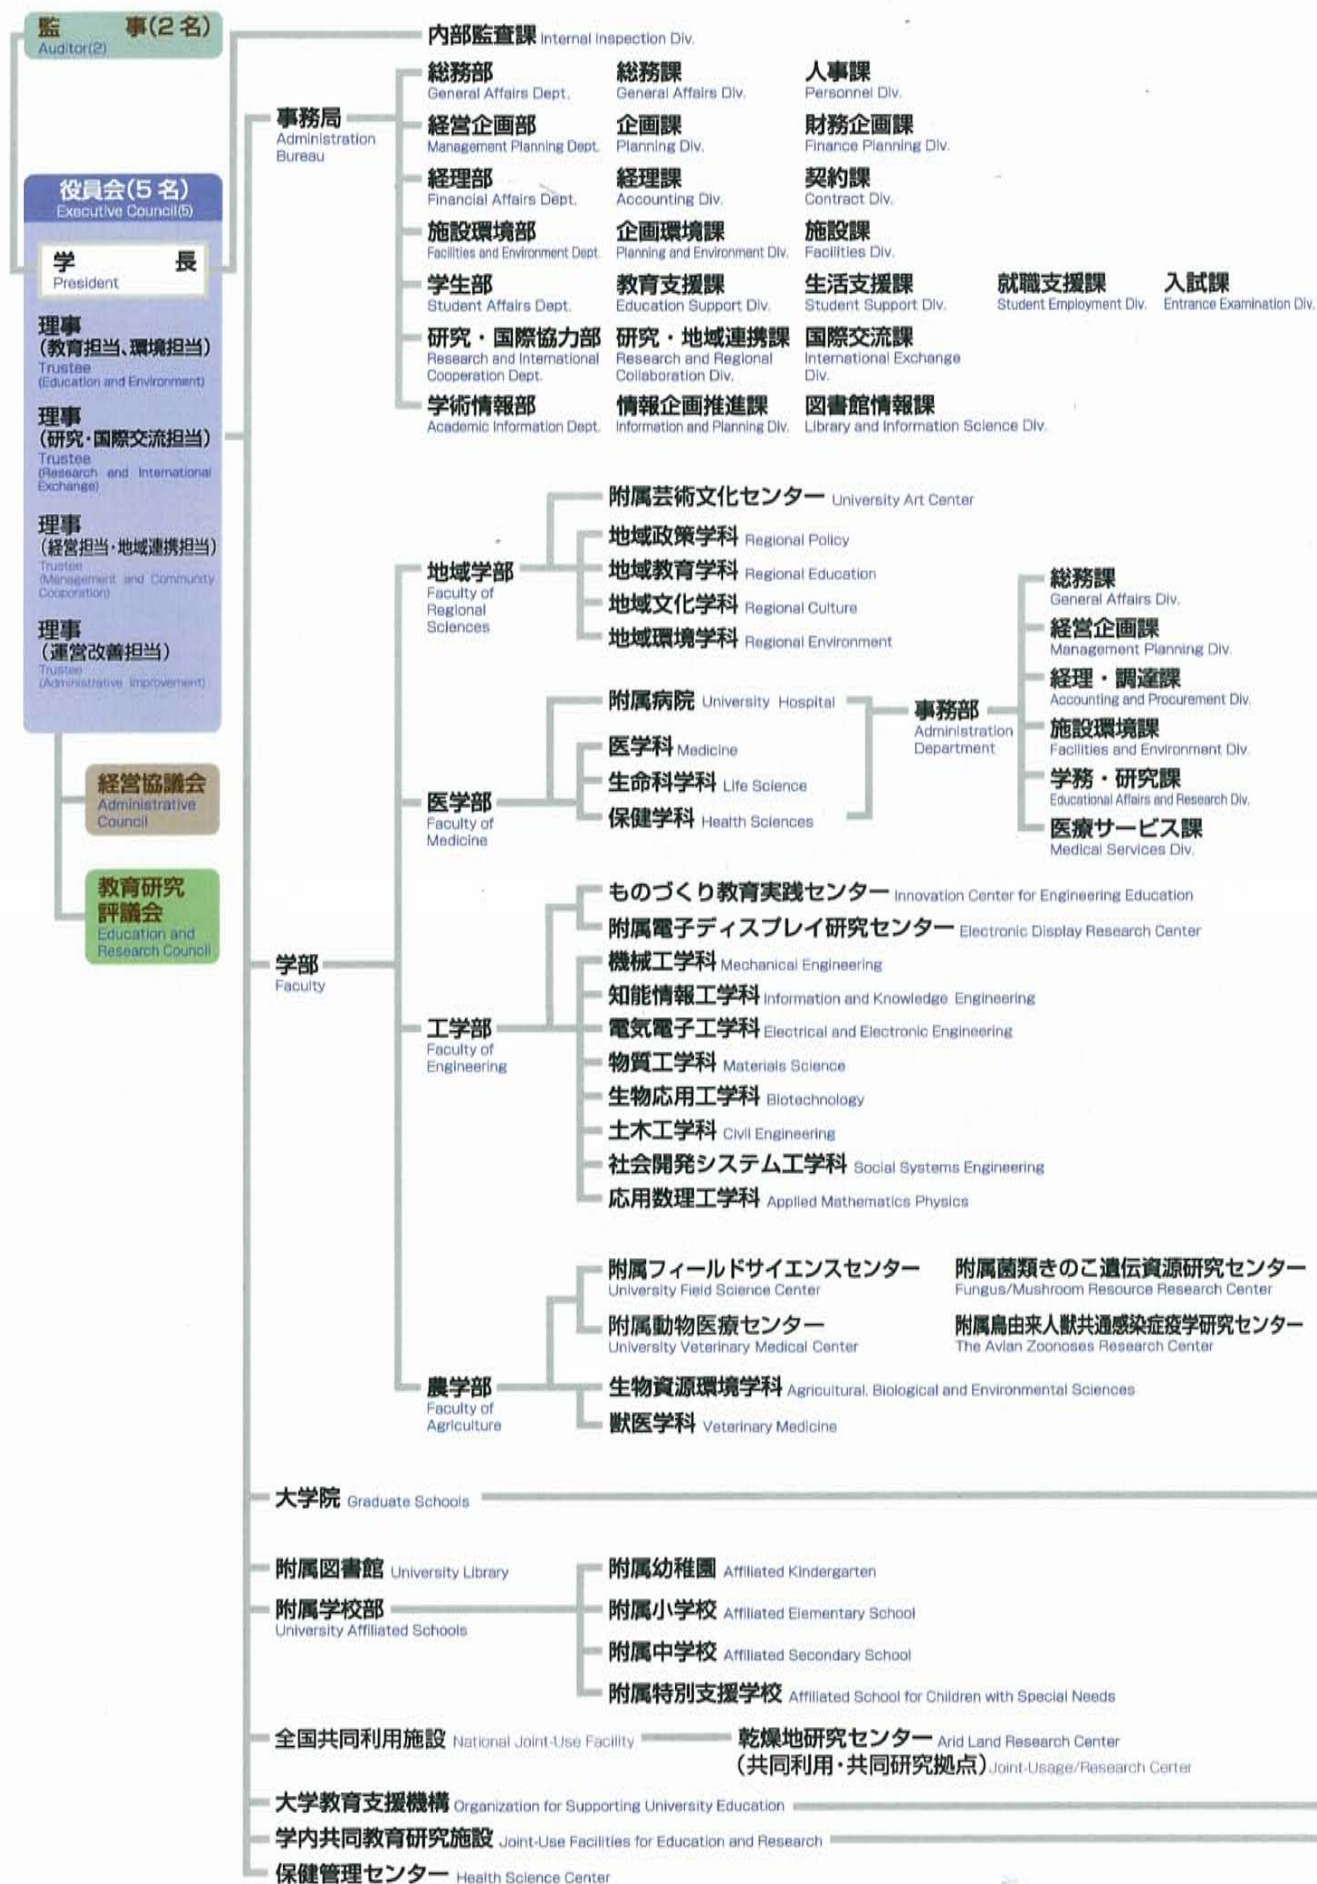 監 事(2名)
Auditor(2)
役員会(5名)
Executive Council(5)
学 長
President
理事
(教育担当、環境担当)
Trustee
(Education and Environment)
理事
(研究・国際交流担当)
Trustee
(Research and International
Exchange)
理事
(経営担当・地域連携担当)
Trustee
(Management and Community
Cooporation)
理事
(運営改善担当)
Trustee
(Administrative Improvement)
経営協議会
Administrative
Council
教育研究
評議会
Education and
Research Council
内部監査課 Internal inspection Div.
事務局
Administration
Bureau
総務部 総務課 人事課
General Affairs Dept. General Affairs Div. Personnel Div.
経営企画部 企画課 財務企画課
Management Planning Dept. Planning Div. Finance Planning Div.
経理部 経理課 契約課
Financial Affairs Dept. Accounting Div. Contract Div.
施設環境部 企画環境課 施設課
Facilities and Environment Dept. Planning and Environment Div. Facilities Div.
学生部 教育支援課 生活支援課 就職支援課 入試課
Student Affairs Dept. Education Support Div. Student Support Div. Student Employment Div. Entrance Examination Div.
研究・国際協力部 研究・地域連携課 国際交流課
Research and International Research and Regional International Exchange
Cooperation Dept. Collaboration Div. Div.
学術情報部 情報企画推進課 図書館情報課
Academic Information Dept. Information and Planning Div. Library and Information Science Div.
学部
Faculty
地域学部
Faculty of
Regional
Sciences
附属芸術文化センター University Art Center
地域政策学科 Regional Policy
地域教育学科 Regional Education
地域文化学科 Regional Culture
地域環境学科 Regional Environment
医学部
Faculty of
Medicine
附属病院 University Hospital
医学科 Medicine
生命科学科 Life Science
保健学科 Health Sciences
事務部
Administration
Department
総務課
General Affairs Div.
経営企画課
Management Planning Div.
経理・調達課
Accounting and Procurement Div.
施設環境課
Facilities and Environment Div.
学務・研究課
Educational Affairs and Research Div.
医療サービス課
Medical Services Div.
工学部
Faculty of
Engineering
ものづくり教育実践センター Innovation Center for Engineering Education
附属電子ディスプレイ研究センター Electronic Display Research Center
機械工学科 Mechanical Engineering
知能情報工学科 Information and Knowledge Engineering
電気電子工学科 Electrical and Electronic Engineering
物質工学科 Materials Science
生物応用工学科 Biotechnology
土木工学科 Civil Engineering
社会開発システム工学科 Social Systems Engineering
応用数理工学科 Applied Mathematics Physics
農学部
Faculty of
Agriculture
附属フィールドサイエンスセンター 附属菌類きのこ遺伝資源研究センター
University Field Science Center Fungus/Mushroom Resource Research Center
附属動物医療センター 附属鳥由来人獣共通感染症疫学研究センター
University Veterinary Medical Center The Avian Zoonoses Research Center
生物資源環境学科 Agricultural. Biological and Environmental Sciences
獣医学科 Veterinary Medicine
大学院 Graduate Schools
附属図書館 University Library
附属学校部
University Affiliated Schools
附属幼稚園 Affiliated Kindergarten
附属小学校 Affiliated Elementary School
附属中学校 Affiliated Secondary School
附属特別支援学校 Affiliated School for Children with Special Needs
全国共同利用施設 National Joint-Use Facility
乾燥地研究センター Arid Land Research Center
(共同利用・共同研究拠点) Joint-Usage/Research Certer
大学教育支援機構 Organization for Supporting University Education
学内共同教育研究施設 Joint-Use Facilities for Education and Research
保健管理センター Health Science Center